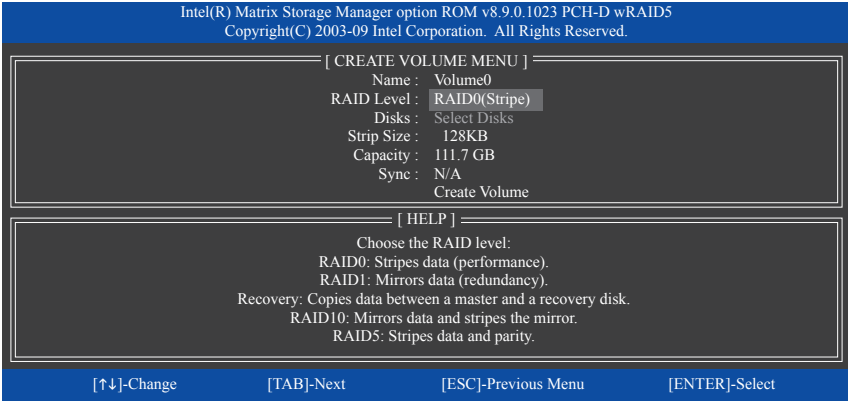 Intel(R) Matrix Storage Manager option ROM v8.9.0.1023 PCH-D wRAID5
Copyright(C) 2003-09 Intel Corporation. All Rights Reserved.
[ CREATE VOLUME MENU ]
Name : Volume0
RAID Level : RAID0(Stripe)
Disks : Select Disks
Strip Size : 128KB
Capacity : 111.7 GB
Sync : N/A
Create Volume
[ HELP ]
Choose the RAID level:
RAID0: Stripes data (performance).
RAID1: Mirrors data (redundancy).
Recovery: Copies data between a master and a recovery disk.
RAID10: Mirrors data and stripes the mirror.
RAID5: Stripes data and parity.
[↑↓]-Change [TAB]-Next [ESC]-Previous Menu [ENTER]-Select